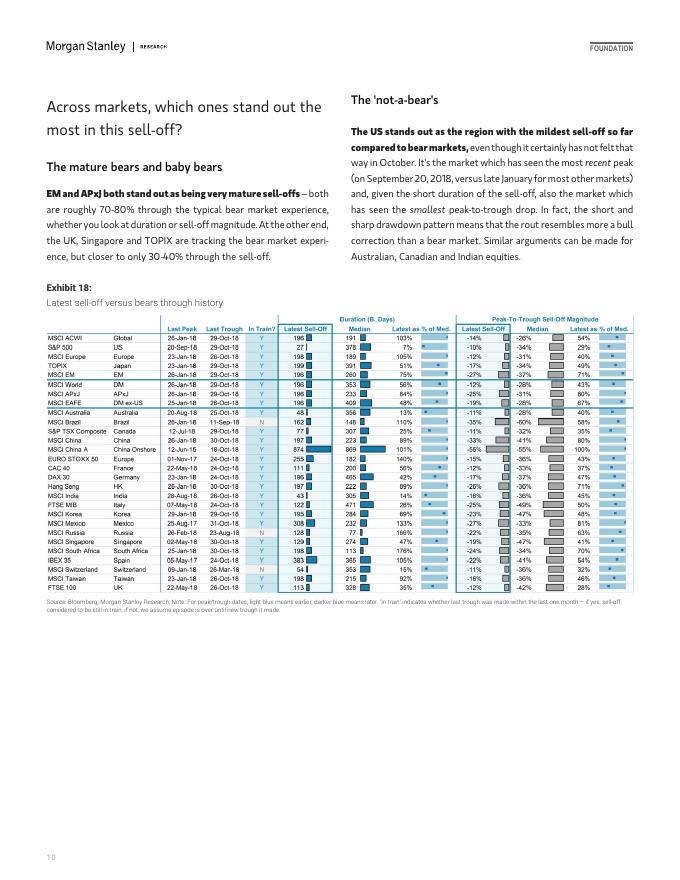 Morgan Stanley | RESEARCH
FOUNDATION
Across markets, which ones stand out the
most in this sell-off?
The mature bears and baby bears
EM and APxJ both stand out as being very mature sell-offs – both
are roughly 70-80% through the typical bear market experience,
whether you look at duration or sell-off magnitude. At the other end,
the UK, Singapore and TOPIX are tracking the bear market experi-
ence, but closer to only 30-40% through the sell-off.
The 'not-a-bear's
The US stands out as the region with the mildest sell-off so far
compared to bear markets, even though it certainly has not felt that
way in October. It's the market which has seen the most recent peak
(on September 20, 2018, versus late January for most other markets)
and, given the short duration of the sell-off, also the market which
has seen the smallest peak-to-trough drop. In fact, the short and
sharp drawdown pattern means that the rout resembles more a bull
correction than a bear market. Similar arguments can be made for
Australian, Canadian and Indian equities.
Exhibit 18:
Latest sell-off versus bears through history
Duration (B. Days) Peak-To-Trough Sell-Off Magnitude
Last Peak Last Trough In Train? Latest Sell-Off Median Latest as % of Med. Latest Sell-Off Median Latest as % of Med.
MSCI ACWI Global 26-Jan-18 29-Oct-18 Y 196 191 103% -14% -26% 54%
S&P 500 US 20-Sep-18 29-Oct-18 Y 27 378 7% -10% -34% 29%
MSCI Europe Europe 23-Jan-18 26-Oct-18 Y 198 189 105% -12% -31% 40%
TOPIX Japan 23-Jan-18 29-Oct-18 Y 199 391 51% -17% -34% 49%
MSCI EM EM 26-Jan-18 29-Oct-18 Y 196 260 75% -27% -37% 71%
MSCI World DM 26-Jan-18 29-Oct-18 Y 196 353 56% -12% -28% 43%
MSCI APxJ APxJ 26-Jan-18 29-Oct-18 Y 196 233 84% -25% -31% 80%
MSCI EAFE DM ex-US 25-Jan-18 26-Oct-18 Y 196 409 48% -19% -28% 67%
MSCI Australia Australia 20-Aug-18 25-Oct-18 Y 48 356 13% -11% -28% 40%
MSCI Brazil Brazil 26-Jan-18 11-Sep-18 N 162 148 110% -35% -60% 58%
S&P TSX Composite Canada 12-Jul-18 29-Oct-18 Y 77 307 25% -11% -32% 35%
MSCI China China 26-Jan-18 30-Oct-18 Y 197 223 89% -33% -41% 80%
MSCI China A China Onshore 12-Jun-15 18-Oct-18 Y 874 869 101% -55% -55% 100%
EURO STOXX 50 Europe 01-Nov-17 24-Oct-18 Y 255 182 140% -15% -36% 43%
CAC 40 France 22-May-18 24-Oct-18 Y 111 200 56% -12% -33% 37%
DAX 30 Germany 23-Jan-18 26-Oct-18 Y 196 465 42% -17% -37% 47%
Hang Seng HK 26-Jan-18 30-Oct-18 Y 197 222 89% -26% -36% 71%
MSCI India India 28-Aug-18 26-Oct-18 Y 43 305 14% -16% -36% 45%
FTSE MIB Italy 07-May-18 24-Oct-18 Y 122 471 26% -25% -49% 50%
MSCI Korea Korea 29-Jan-18 29-Oct-18 Y 195 284 69% -23% -47% 48%
MSCI Mexico Mexico 25-Aug-17 31-Oct-18 Y 308 232 133% -27% -33% 81%
MSCI Russia Russia 26-Feb-18 23-Aug-18 N 128 77 166% -22% -35% 63%
MSCI Singapore Singapore 02-May-18 30-Oct-18 Y 129 274 47% -19% -47% 41%
MSCI South Africa South Africa 25-Jan-18 30-Oct-18 Y 198 113 176% -24% -34% 70%
IBEX 35 Spain 05-May-17 24-Oct-18 Y 383 365 105% -22% -41% 54%
MSCI Switzerland Switzerland 09-Jan-18 26-Mar-18 N 54 353 15% -11% -36% 32%
MSCI Taiwan Taiwan 23-Jan-18 26-Oct-18 Y 198 215 92% -16% -36% 46%
FTSE 100 UK 22-May-18 26-Oct-18 Y 113 328 35% -12% -42% 28%
Source: Bloomberg, Morgan Stanley Research; Note: For peak/trough dates, light blue means earlier, darker blue means later. 'In train' indicates whether last trough was made within the last one month – if yes, sell-off
considered to be still in train, if not, we assume episode is over until new trough it made.
10